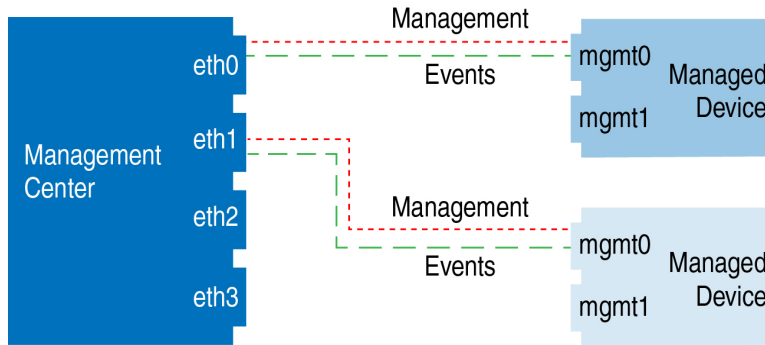 Management
eth0
mgmt0
Managed
Device
Events
mgmt1
eth1
Management
Center
eth2
Management
mgmt0
Managed
Device
Events
eth3
mgmt1